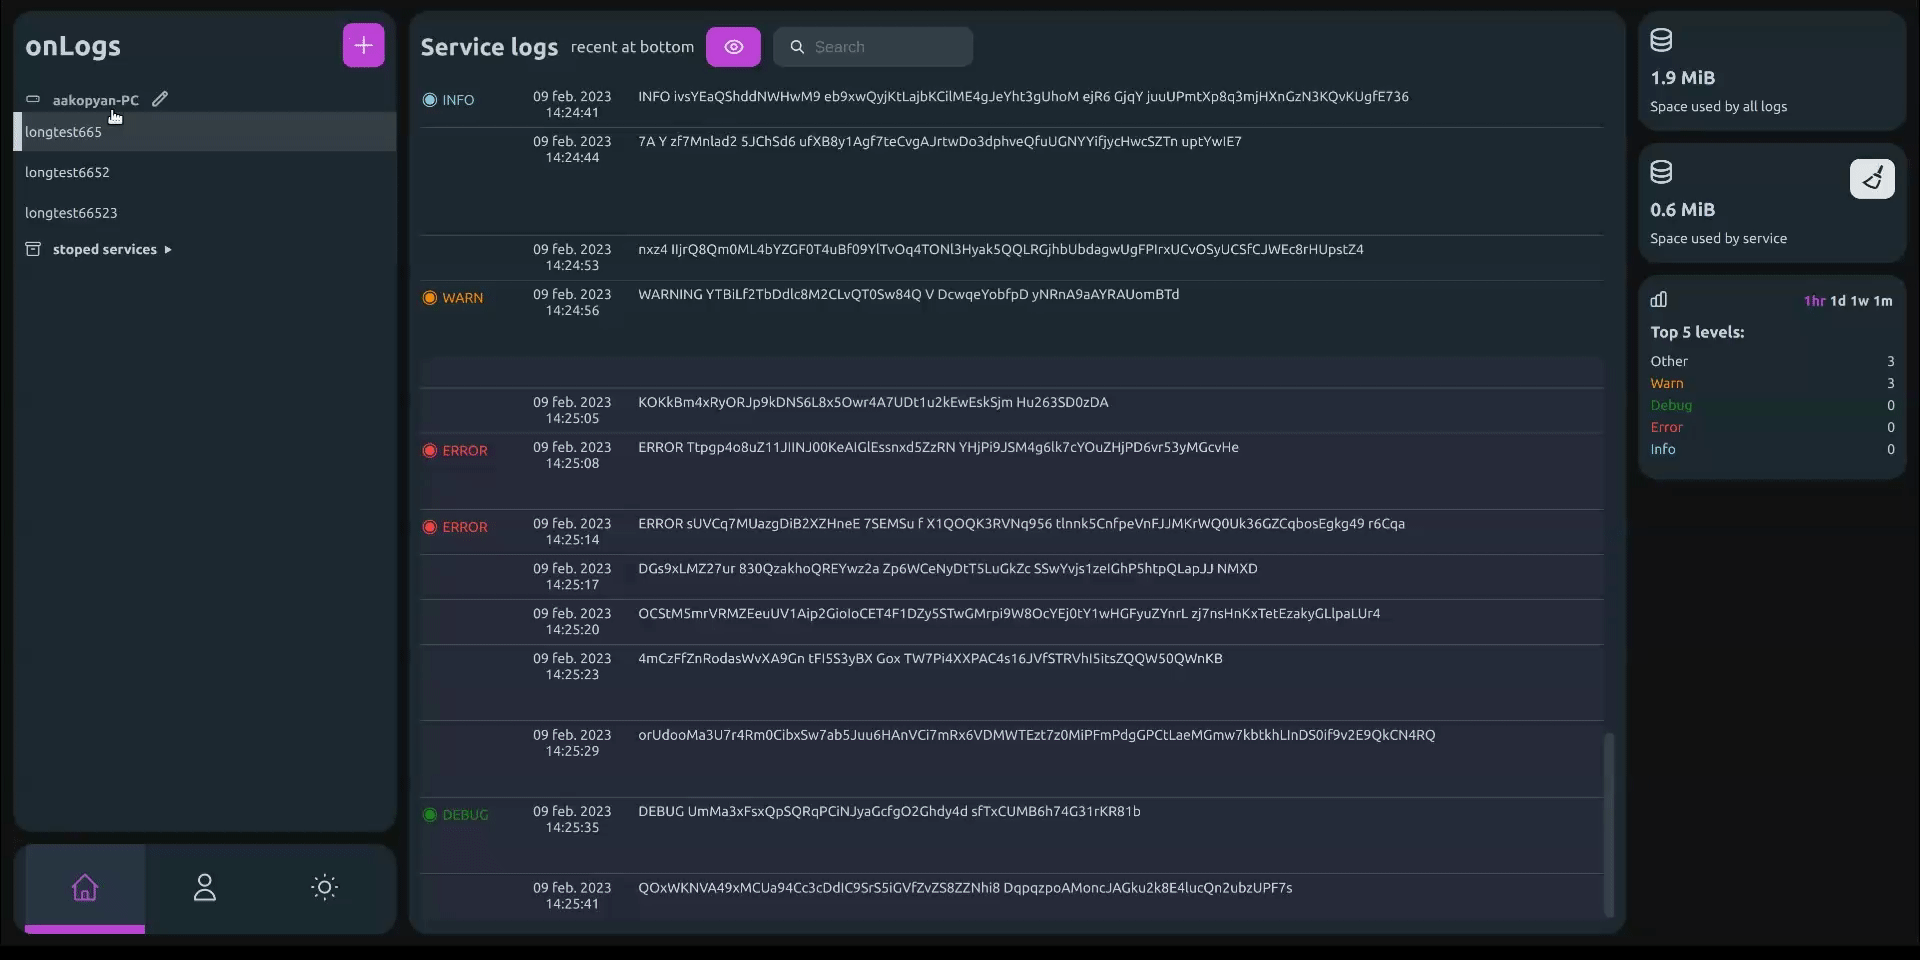 onLogs
aakopyan-PC
longtest665
longtest6652
longtest66523
stoped services
Service logs recent at bottom Search
INFO 09 feb. 2023 14:24:41 INFO ivsYEaQShddNWHwM9 eb9xwQyjKtLajbKCilME4gJeYht3gUhoM ejR6 GjqY juuUPmtXp8q3mjHXnGzN3KQvKUgfE736
09 feb. 2023 14:24:44 7A Y zf7Mnlad2 5JChSd6 ufXB8y1Agf7teCvgAJrtwDo3dphveQfuUGNYYifjycHwcSZTn uptYwIE7
09 feb. 2023 14:24:53 nxz4 IIjrQ8Qm0ML4bYZGF0T4uBf09YlTvOq4TONl3Hyak5QQLRGjhbUbdagwUgFPIrxUCvOSyUCSfCJWEc8rHUpstZ4
WARN 09 feb. 2023 14:24:56 WARNING YTBiLf2TbDdlc8M2CLvQT0Sw84Q V DcwqeYobfpD yNRnA9aAYRAUomBTd
09 feb. 2023 14:25:05 KOKkBm4xRyORJp9kDNS6L8x5Owr4A7UDt1u2kEwEskSjm Hu263SD0zDA
ERROR 09 feb. 2023 14:25:08 ERROR Ttpgp4o8uZ11JIINJ00KeAIGlEssnxd5ZzRN YHjPi9JSM4g6lk7cYOuZHjPD6vr53yMGcvHe
ERROR 09 feb. 2023 14:25:14 ERROR sUVCq7MUazgDiB2XZHneE 7SEMSu f X1QOQK3RVNq956 tlnnk5CnfpeVnFJJMKrWQ0Uk36GZCqbosEgkg49 r6Cqa
09 feb. 2023 14:25:17 DGs9xLMZ27ur 830QzakhoQREYwz2a Zp6WCeNyDtT5LuGkZc SSwYvjs1zeIGhP5htpQLapJJ NMXD
09 feb. 2023 14:25:20 OCStM5mrVRMZEeuUV1Aip2GioIoCET4F1DZy5STwGMrpi9W8OcYEj0tY1wHGFyuZYnrL zj7nsHnKxTetEzakyGLlpaLUr4
09 feb. 2023 14:25:23 4mCzFfZnRodasWvXA9Gn tFI5S3yBX Gox TW7Pi4XXPAC4s16JVfSTRVhI5itsZQQW50QWnKB
09 feb. 2023 14:25:29 orUdooMa3U7r4Rm0CibxSw7ab5Juu6HAnVCi7mRx6VDMWTEzt7z0MiPFmPdgGPCtLaeMGmw7kbtkhLInDS0if9v2E9QkCN4RQ
DEBUG 09 feb. 2023 14:25:35 DEBUG UmMa3xFsxQpSQRqPCiNJyaGcfgO2Ghdy4d sfTxCUMB6h74G31rKR81b
09 feb. 2023 14:25:41 QOxWKNVA49xMCUa94Cc3cDdIC9SrS5iGVfZvZS8ZZNhi8 DqpqzpoAMoncJAGku2k8E4lucQn2ubzUPF7s
1.9 MiB
Space used by all logs
0.6 MiB
Space used by service
1hr 1d 1w 1m
Top 5 levels:
Other 3
Warn 3
Debug 0
Error 0
Info 0